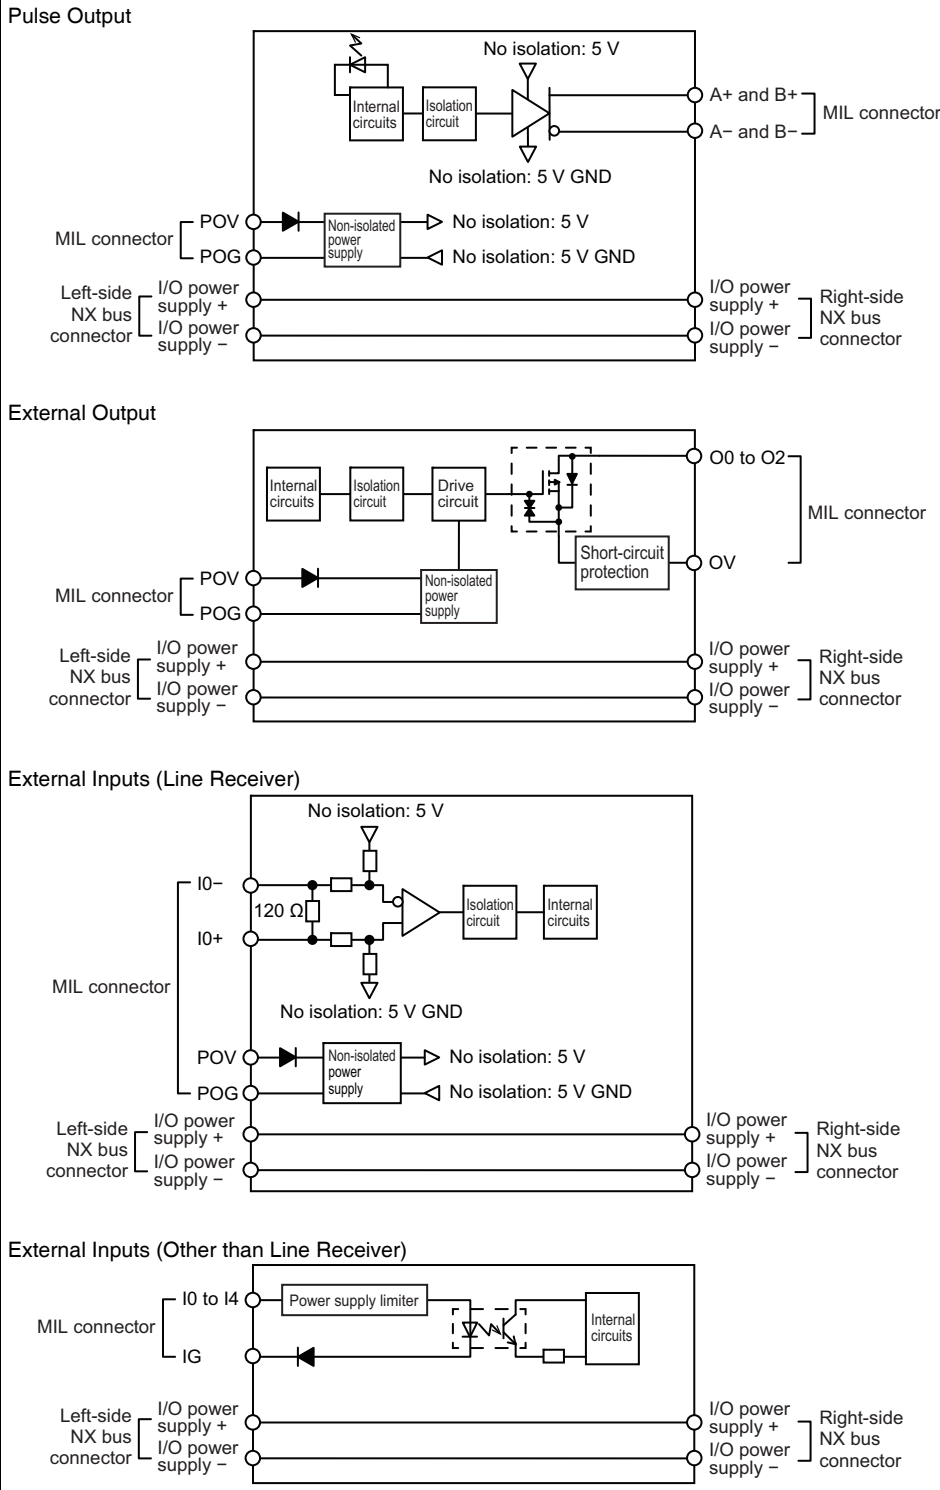 Pulse Output
No isolation: 5 V
Internal
circuits
Isolation
circuit
A+ and B+
A− and B−
MIL connector
No isolation: 5 V GND
MIL connector
POV
POG
Non-isolated
power
supply
No isolation: 5 V
No isolation: 5 V GND
Left-side
NX bus
connector
I/O power
supply +
I/O power
supply −
I/O power
supply +
I/O power
supply −
Right-side
NX bus
connector
External Output
Internal
circuits
Isolation
circuit
Drive
circuit
O0 to O2
MIL connector
Short-circuit
protection
OV
MIL connector
POV
POG
Non-isolated
power
supply
Left-side
NX bus
connector
I/O power
supply +
I/O power
supply −
I/O power
supply +
I/O power
supply −
Right-side
NX bus
connector
External Inputs (Line Receiver)
No isolation: 5 V
I0−
120 Ω
I0+
Isolation
circuit
Internal
circuits
MIL connector
No isolation: 5 V GND
POV
POG
Non-isolated
power
supply
No isolation: 5 V
No isolation: 5 V GND
Left-side
NX bus
connector
I/O power
supply +
I/O power
supply −
I/O power
supply +
I/O power
supply −
Right-side
NX bus
connector
External Inputs (Other than Line Receiver)
MIL connector
I0 to I4
IG
Power supply limiter
Internal
circuits
Left-side
NX bus
connector
I/O power
supply +
I/O power
supply −
I/O power
supply +
I/O power
supply −
Right-side
NX bus
connector